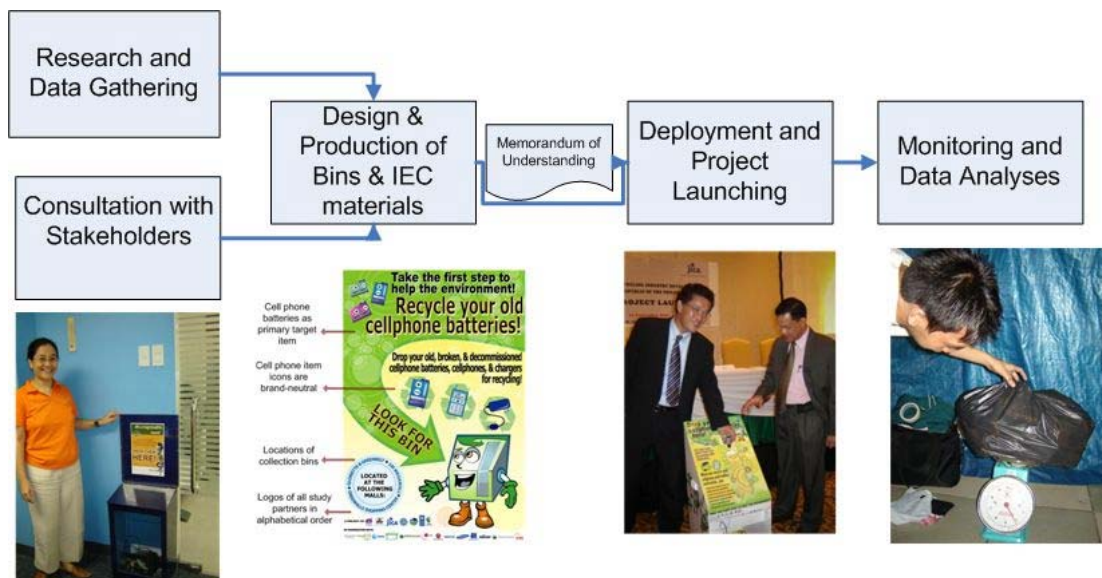 Research and
Data Gathering
Consultation with
Stakeholders
Design &
Production of
Bins & IEC
materials
Memorandum of
Understanding
Deployment and
Project
Launching
Monitoring and
Data Analyses
Cell phone
batteries as
primary target
item
Cell phone item
icons are
brand-neutral
Locations of
collection bins
Logos of all study
partners in
alphabetical order
Take the first step to
help the environment!
Recycle your old
cellphone batteries!
Drop your old, broken, & decommissioned
cellphone batteries, cellphones, & chargers
for recycling!
LOOK FOR
THIS BIN
LOCATED
AT THE
FOLLOWING
MALLS:
HERE!